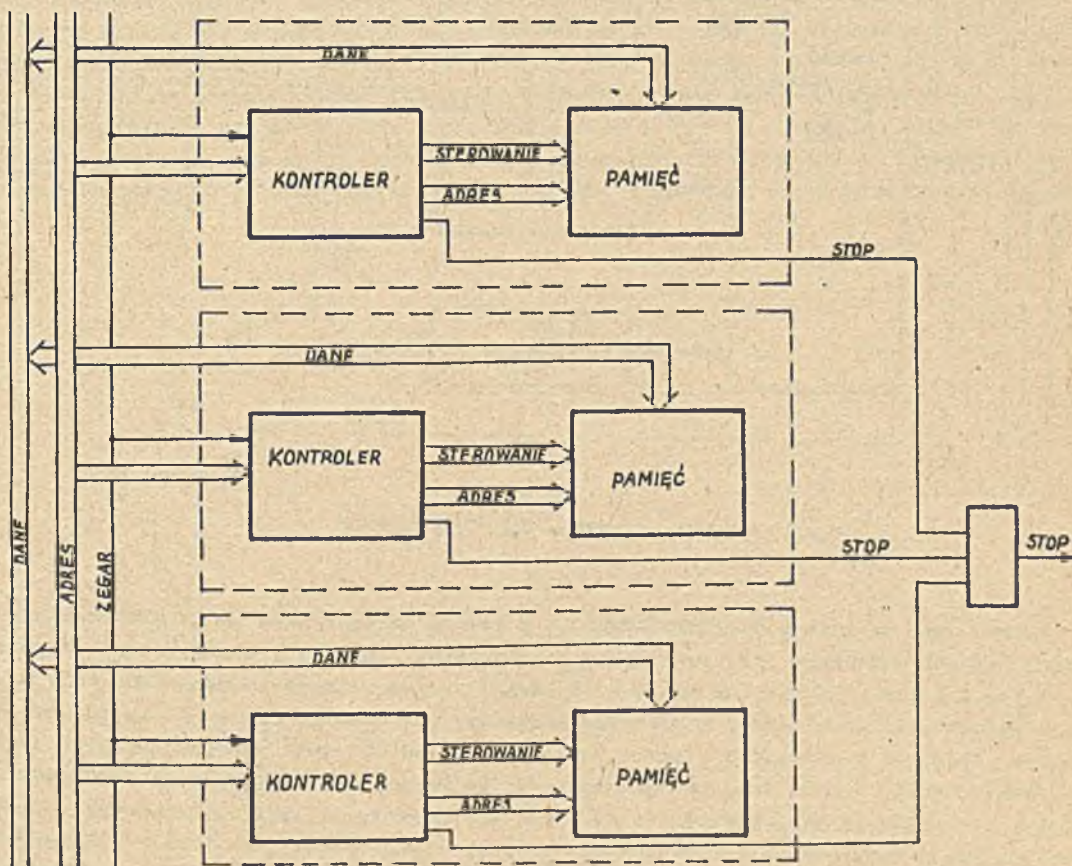 DANE
STEROWANIE
KONTROLER
PAMIĘĆ
ADRES
STOP
DANE
STEROWANIE
KONTROLER
PAMIĘĆ
ADRES
DANE
ADRES
ZEGAR
STOP
STOP
DANE
STEROWANIE
KONTROLER
PAMIĘĆ
ADRES